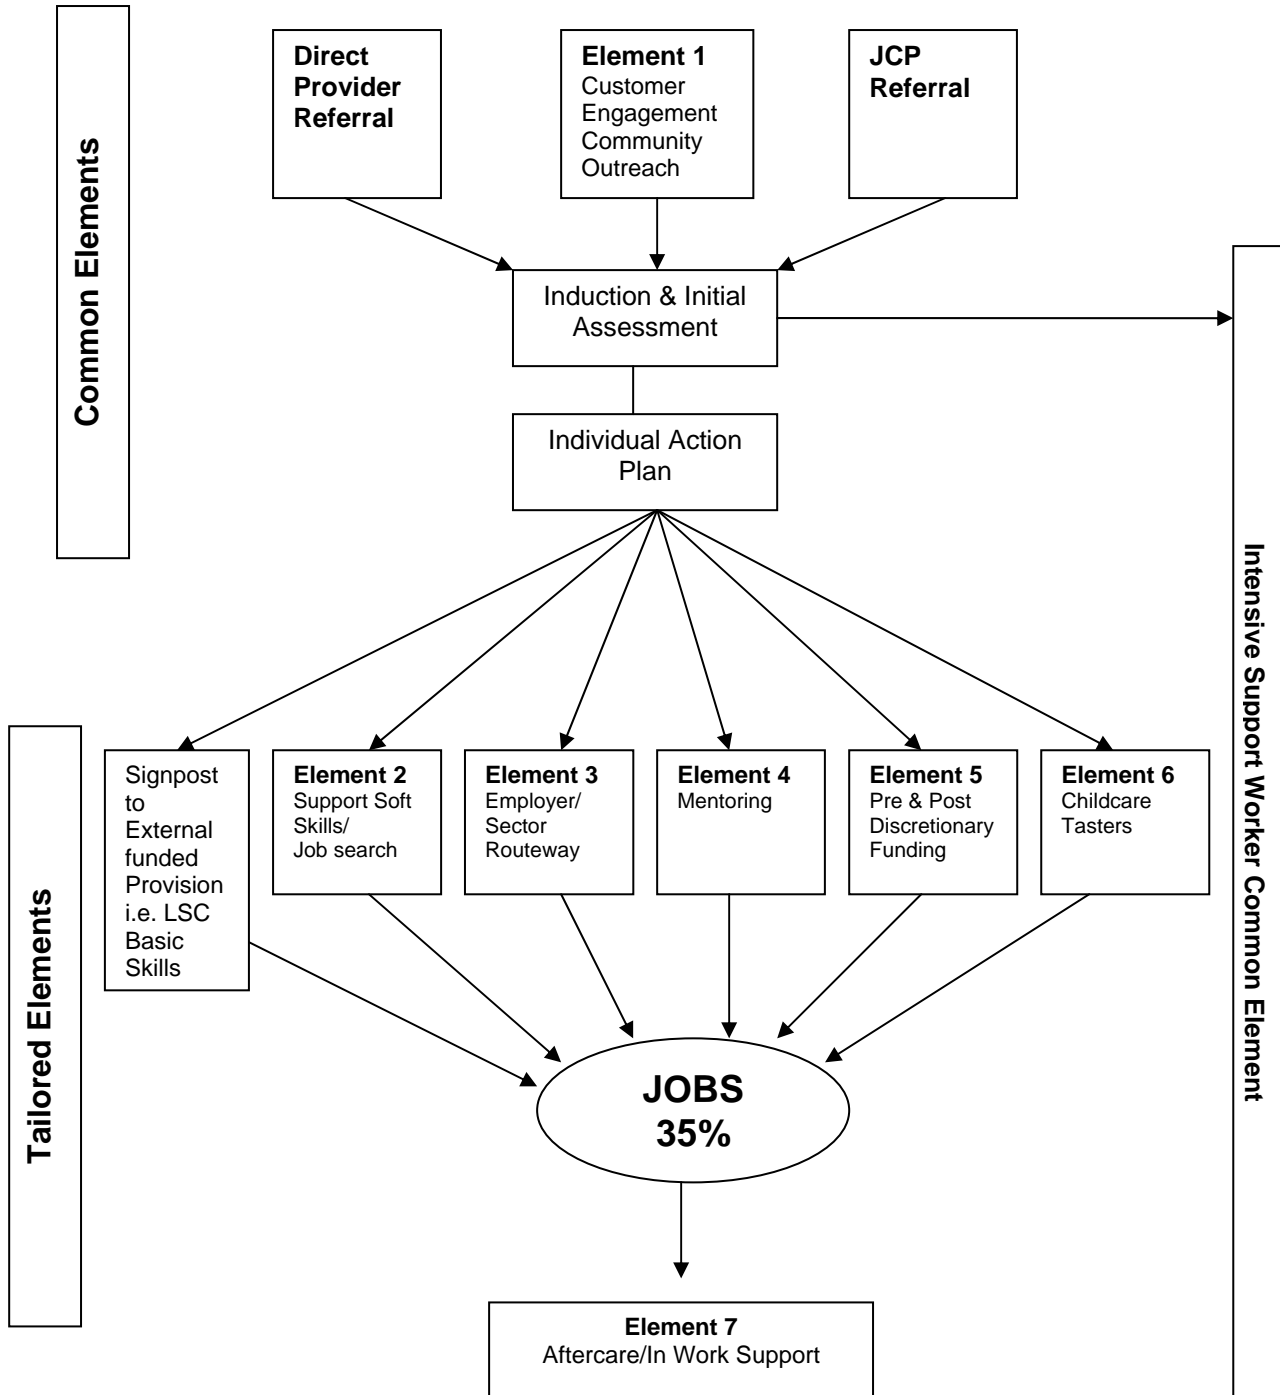 Common Elements
Direct
Provider
Referral
Element 1
Customer
Engagement
Community
Outreach
JCP
Referral
Induction & Initial
Assessment
Individual Action
Plan
Intensive Support Worker Common Element
Tailored Elements
Signpost
to
External
funded
Provision
i.e. LSC
Basic
Skills
Element 2
Support Soft
Skills/
Job search
Element 3
Employer/
Sector
Routeway
Element 4
Mentoring
Element 5
Pre & Post
Discretionary
Funding
Element 6
Childcare
Tasters
JOBS
35%
Element 7
Aftercare/In Work Support